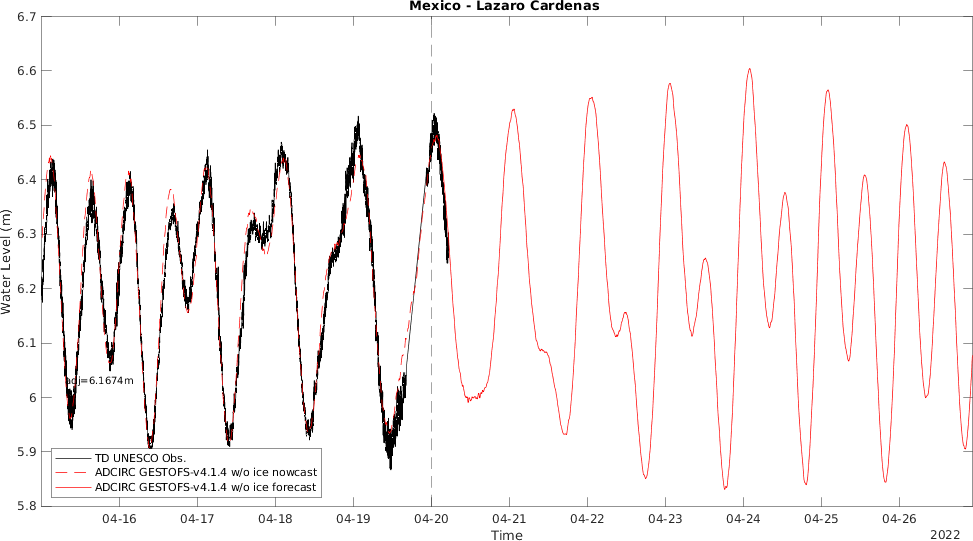 Mexico - Lazaro Cardenas
Water Level (m)
6.7
6.6
6.5
6.4
6.3
6.2
6.1
6
5.9
5.8
adj=6.1674m
TD UNESCO Obs.
ADCIRC GESTOFS-v4.1.4 w/o ice nowcast
ADCIRC GESTOFS-v4.1.4 w/o ice forecast
04-16 04-17 04-18 04-19 04-20 04-21 04-22 04-23 04-24 04-25 04-26
Time
2022